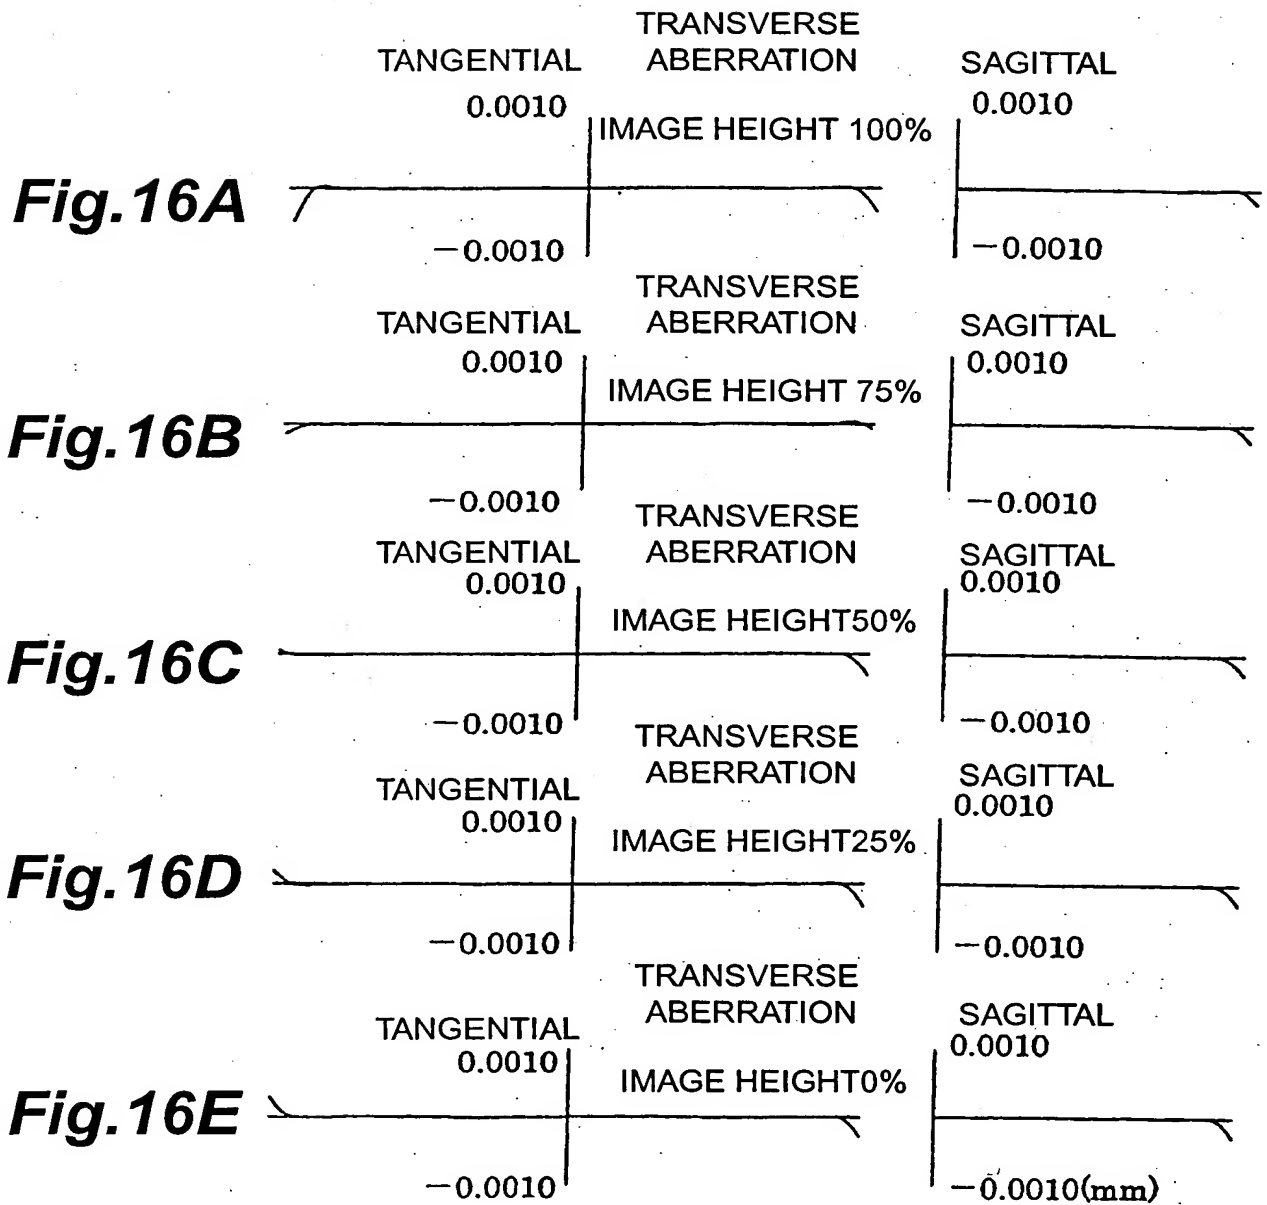 TRANSVERSE
ABERRATION
TANGENTIAL
SAGITTAL
0.0010
0.0010
IMAGE HEIGHT 100%
Fig.16A
−0.0010
−0.0010
TRANSVERSE
ABERRATION
TANGENTIAL
SAGITTAL
0.0010
0.0010
IMAGE HEIGHT 75%
Fig.16B
−0.0010
−0.0010
TRANSVERSE
ABERRATION
TANGENTIAL
SAGITTAL
0.0010
0.0010
IMAGE HEIGHT50%
Fig.16C
−0.0010
−0.0010
TRANSVERSE
ABERRATION
TANGENTIAL
SAGITTAL
0.0010
0.0010
IMAGE HEIGHT25%
Fig.16D
−0.0010
−0.0010
TRANSVERSE
ABERRATION
TANGENTIAL
SAGITTAL
0.0010
0.0010
IMAGE HEIGHT0%
Fig.16E
−0.0010
−0.0010(mm)